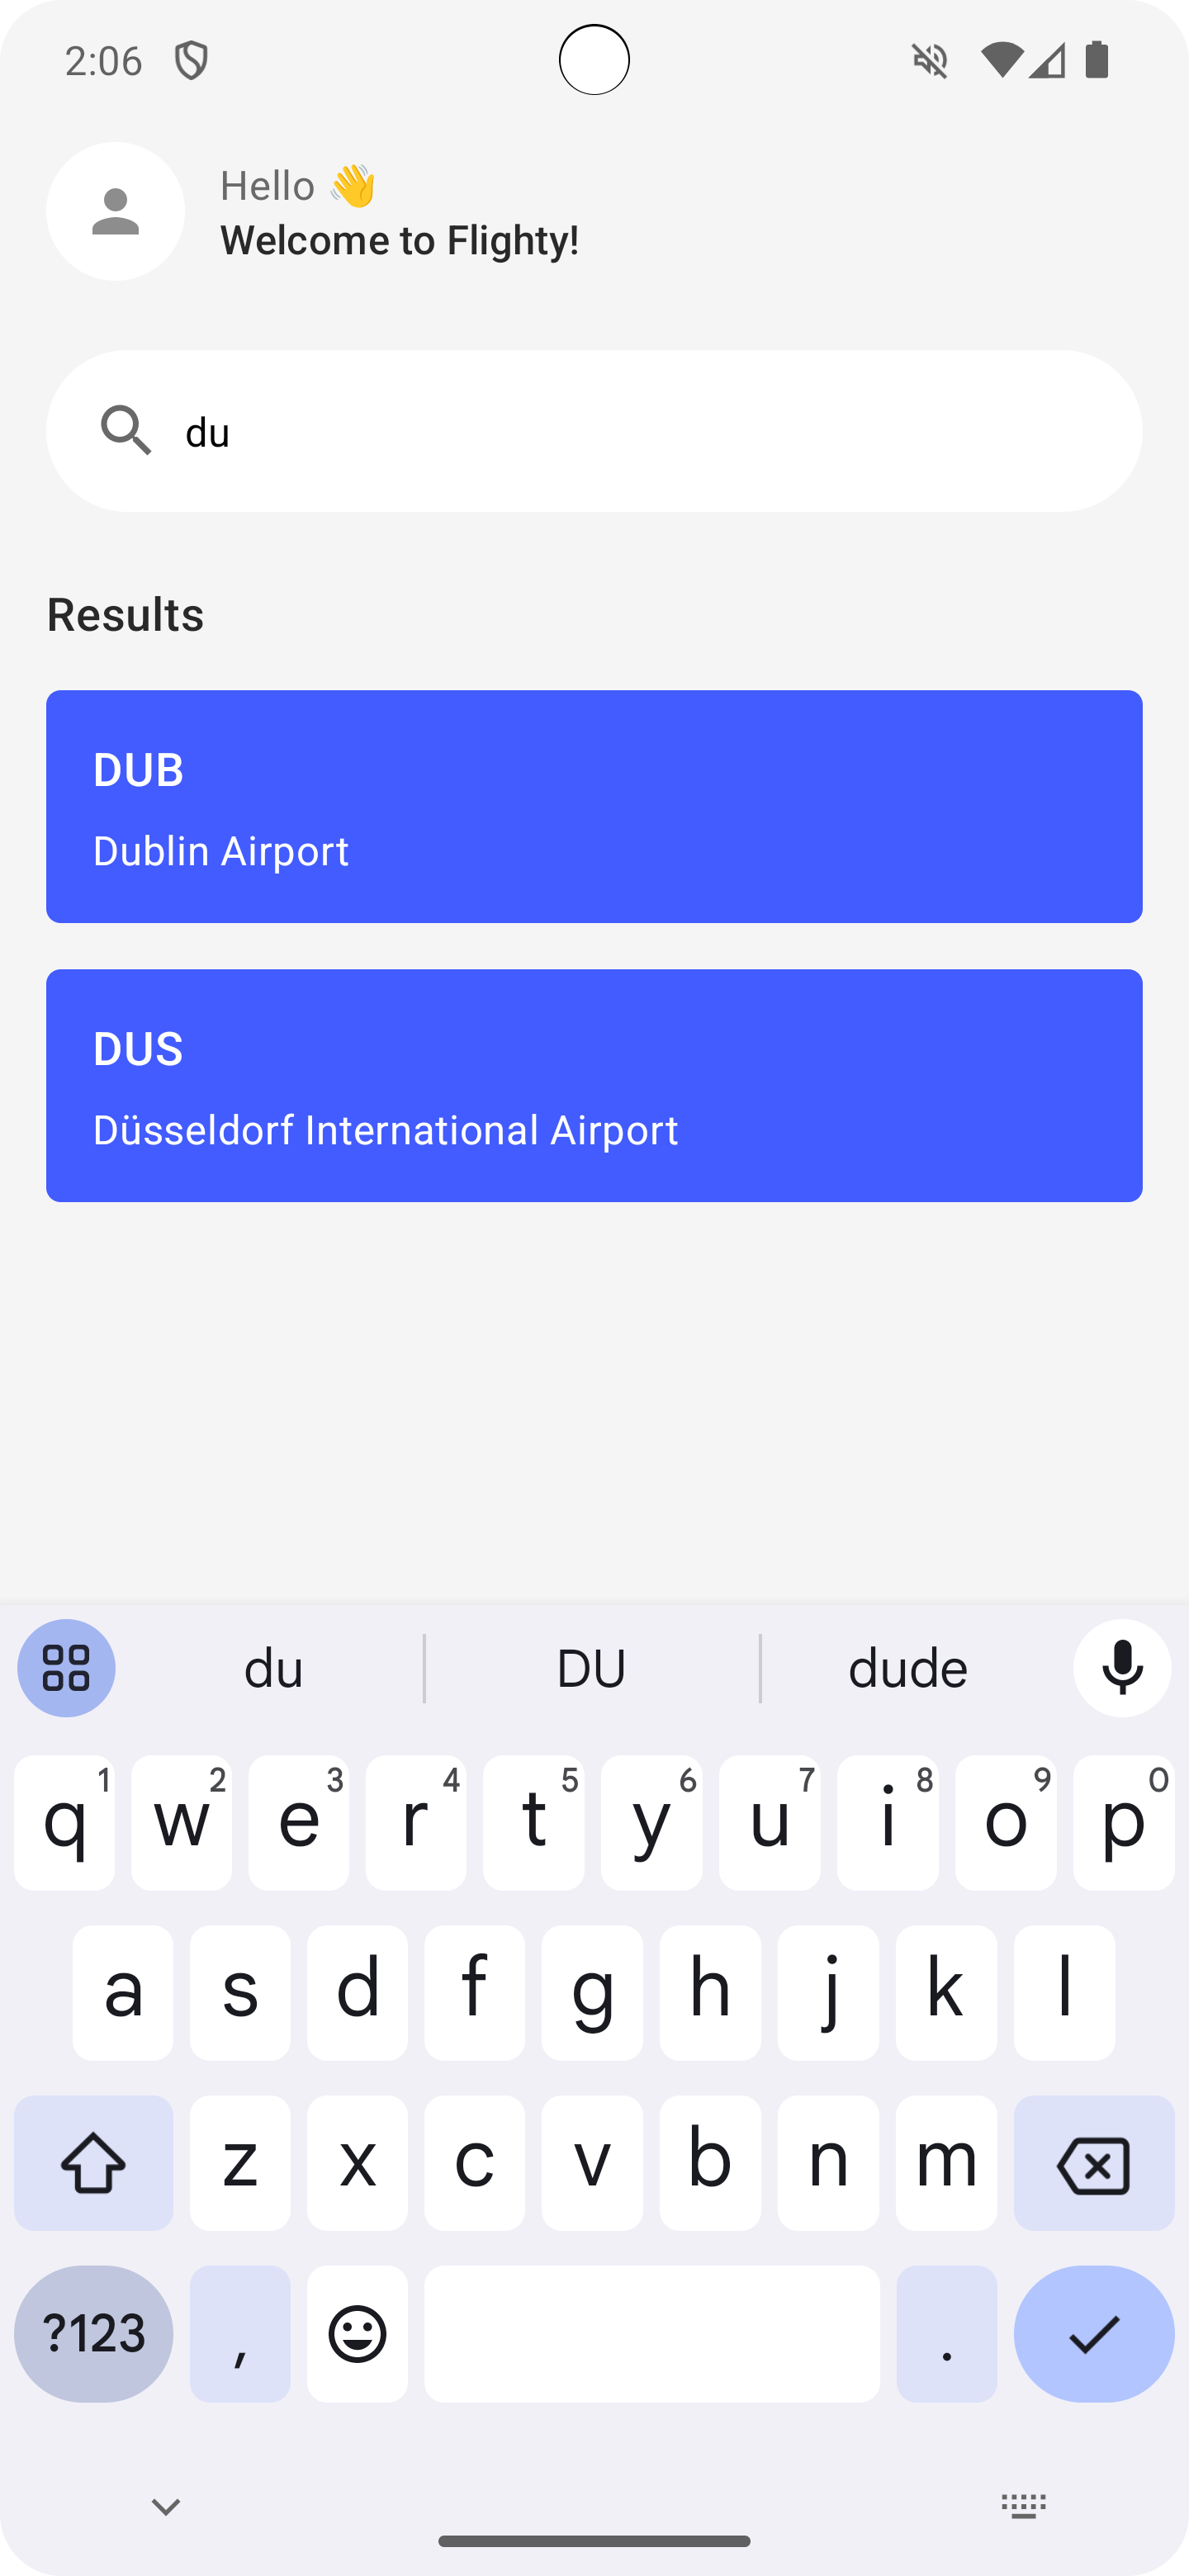 2:06
Hello 👋
Welcome to Flighty!
du
Results
DUB
Dublin Airport
DUS
Düsseldorf International Airport
du DU dude
q1 w2 e3 r4 t5 y6 u7 i8 o9 p0
a s d f g h j k l
z x c v b n m
?123 , .